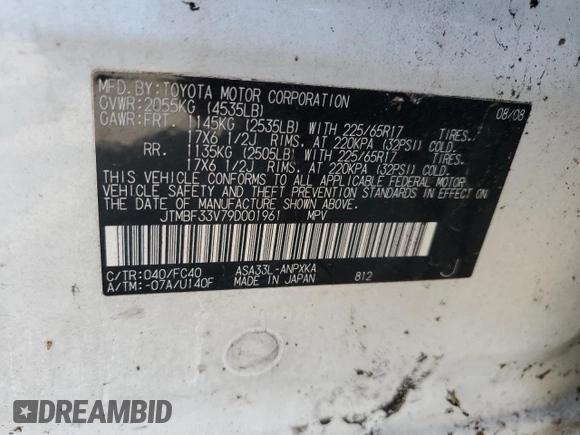 MFD. BY: TOYOTA MOTOR CORPORATION 08/08
GVWR: 2055KG (4535LB)
GAWR: FRT. 1145KG (2535LB) WITH 225/65R17 TIRES.
17X6 1/2J RIMS, AT 220KPA (32PSI) COLD.
RR. 1135KG (2505LB) WITH 225/65R17 TIRES.
17X6 1/2J RIMS, AT 220KPA (32PSI) COLD.
THIS VEHICLE CONFORMS TO ALL APPLICABLE FEDERAL MOTOR
VEHICLE SAFETY AND THEFT PREVENTION STANDARDS IN EFFECT ON
THE DATE OF MANUFACTURE SHOWN ABOVE.
JTMBF33V79D001961 MPV
C/TR: 040/FC40 ASA33L-ANPXKA J
A/TM: -07A/U140F MADE IN JAPAN 812
DREAMBID